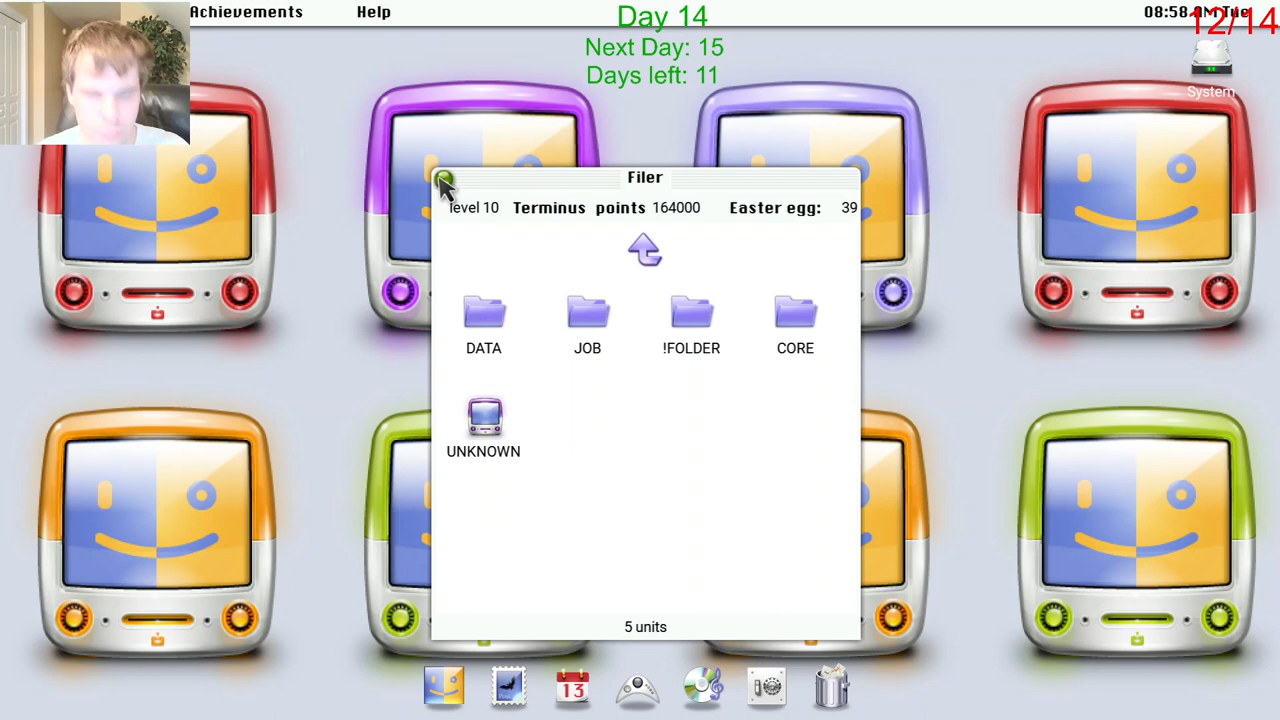 Achievements Help
Day 14
08:58 AM Tue
12/14
Next Day: 15
Days left: 11
System
Filer
level 10 Terminus points 164000 Easter egg: 39
DATA JOB !FOLDER CORE
UNKNOWN
5 units
13